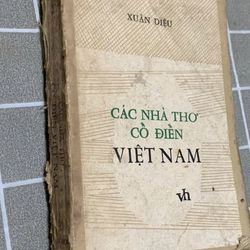 XUÂN DIỆU
CÁC NHÀ THƠ
CỔ ĐIỂN
VIỆT NAM
vh